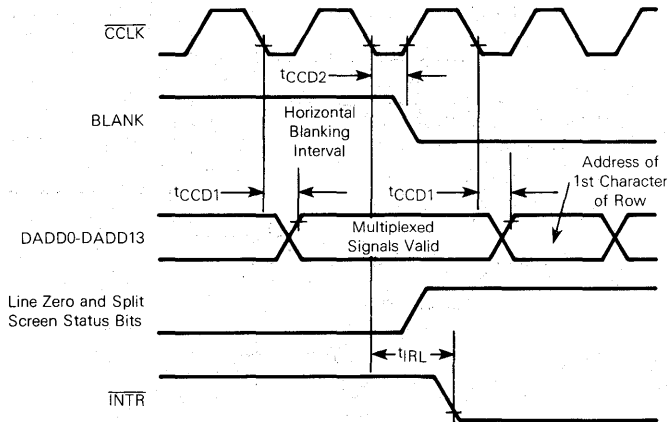 CCLK
tCCD2
BLANK
Horizontal
Blanking
Interval
Address of
1st Character
of Row
tCCD1
tCCD1
DADD0-DADD13
Multiplexed
Signals Valid
Line Zero and Split
Screen Status Bits
tIRL
INTR